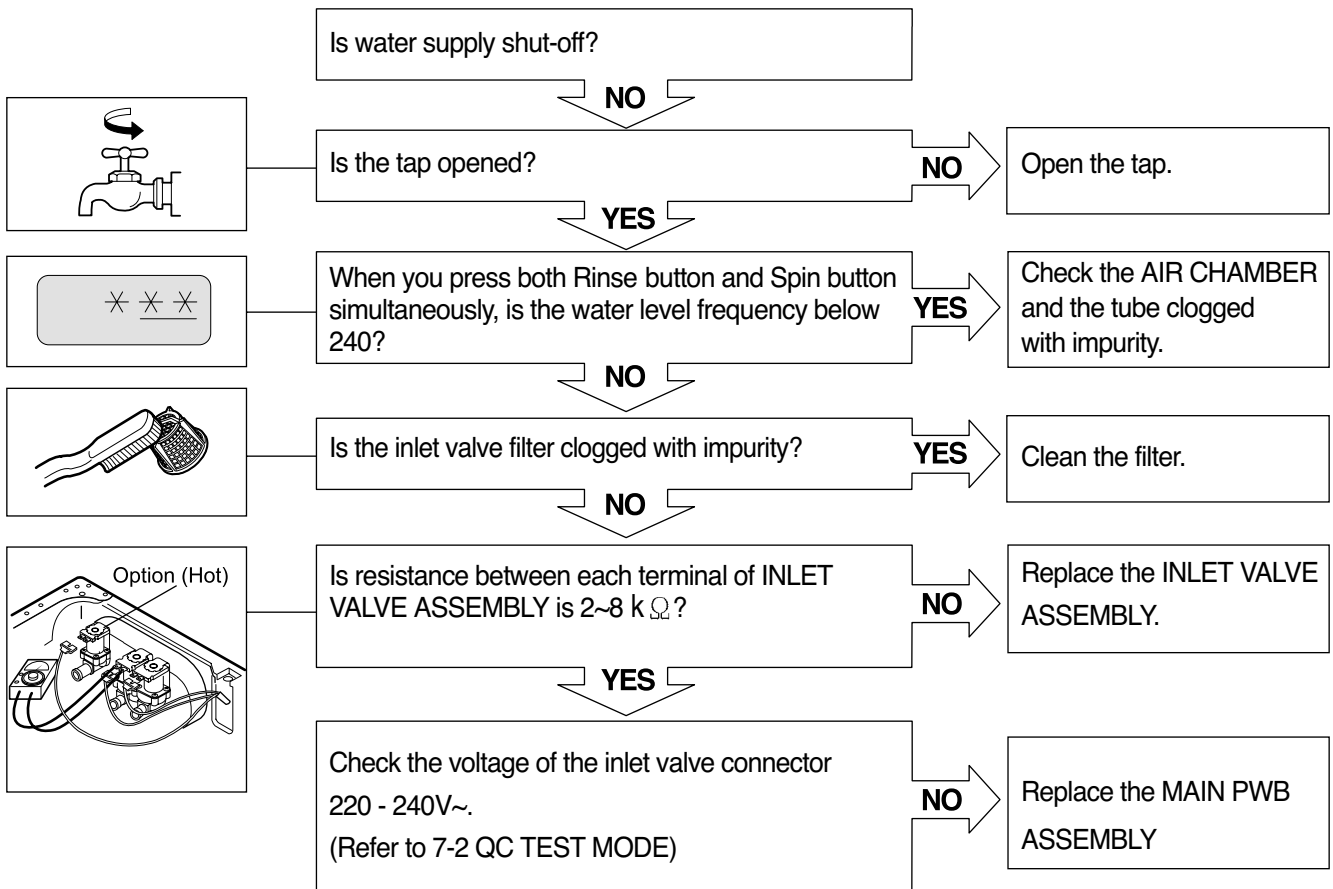 Is water supply shut-off?
NO
Is the tap opened?
NO
Open the tap.
YES
When you press both Rinse button and Spin button
simultaneously, is the water level frequency below
240?
YES
Check the AIR CHAMBER
and the tube clogged
with impurity.
NO
Is the inlet valve filter clogged with impurity?
YES
Clean the filter.
NO
Option (Hot)
Is resistance between each terminal of INLET
VALVE ASSEMBLY is 2~8 k Ω ?
NO
Replace the INLET VALVE
ASSEMBLY.
YES
Check the voltage of the inlet valve connector
220 - 240V~.
(Refer to 7-2 QC TEST MODE)
NO
Replace the MAIN PWB
ASSEMBLY